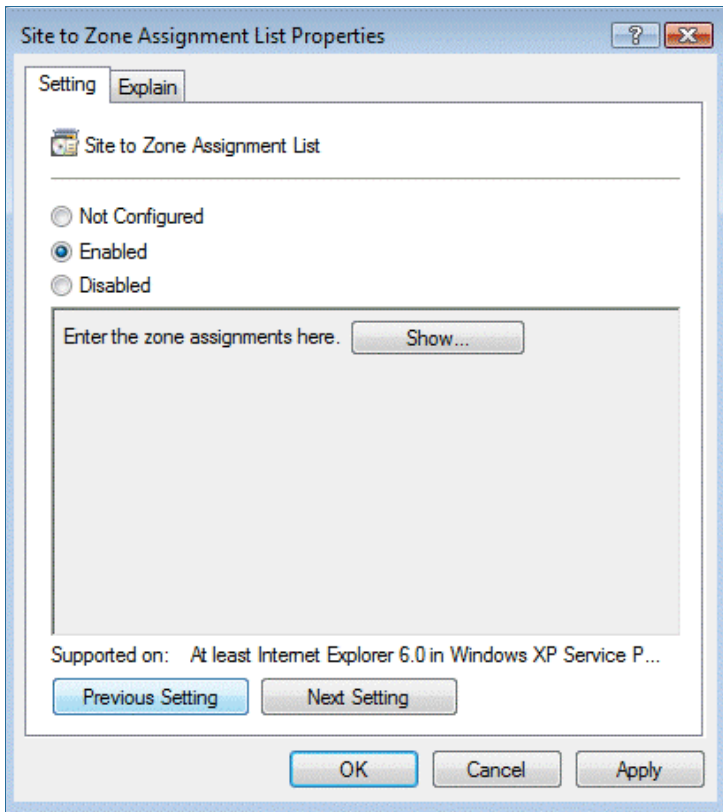 Site to Zone Assignment List Properties
Setting
Explain
Site to Zone Assignment List
Not Configured
Enabled
Disabled
Enter the zone assignments here.
Show...
Supported on: At least Internet Explorer 6.0 in Windows XP Service P...
Previous Setting
Next Setting
OK
Cancel
Apply